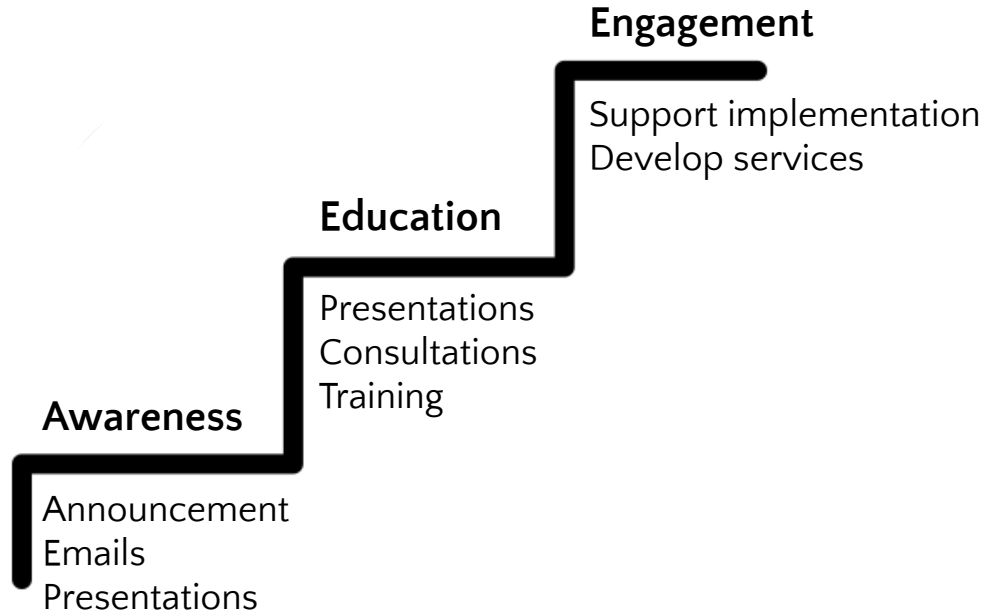 Engagement
Support implementation
Develop services
Education
Presentations
Consultations
Training
Awareness
Announcement
Emails
Presentations